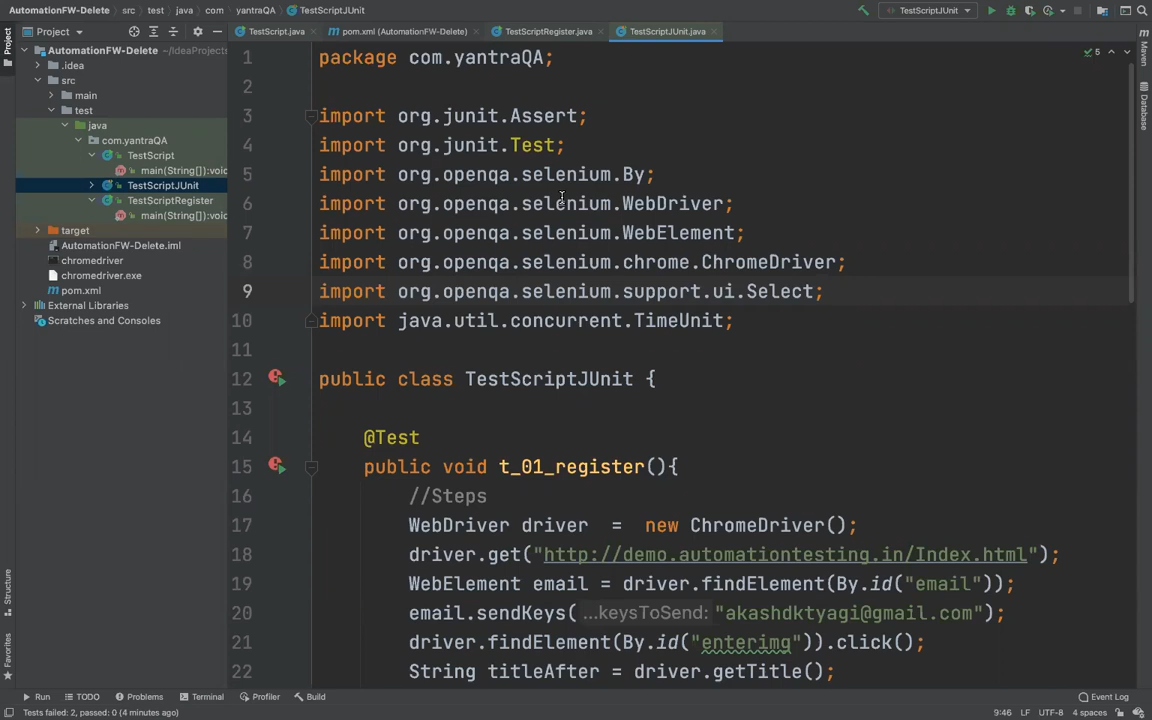 AutomationFW-Delete › src › test › java › com › yantraQA › TestScriptJUnit
TestScriptJUnit
Project
TestScript.java
pom.xml (AutomationFW-Delete)
TestScriptRegister.java
TestScriptJUnit.java
AutomationFW-Delete ~/IdeaProjects
.idea
src
main
test
java
com.yantraQA
TestScript
main(String[]):void
TestScriptJUnit
TestScriptRegister
main(String[]):void
target
AutomationFW-Delete.iml
chromedriver
chromedriver.exe
pom.xml
External Libraries
Scratches and Consoles
Project
Structure
Favorites
1 package com.yantraQA;
2
3 import org.junit.Assert;
4 import org.junit.Test;
5 import org.openqa.selenium.By;
6 import org.openqa.selenium.WebDriver;
7 import org.openqa.selenium.WebElement;
8 import org.openqa.selenium.chrome.ChromeDriver;
9 import org.openqa.selenium.support.ui.Select;
10 import java.util.concurrent.TimeUnit;
11
12 public class TestScriptJUnit {
13
14 @Test
15 public void t_01_register(){
16 //Steps
17 WebDriver driver = new ChromeDriver();
18 driver.get("http://demo.automationtesting.in/Index.html");
19 WebElement email = driver.findElement(By.id("email"));
20 email.sendKeys( ...keysToSend: "akashdktyagi@gmail.com");
21 driver.findElement(By.id("enterimg")).click();
22 String titleAfter = driver.getTitle();
5
Maven
Database
Run
TODO
Problems
Terminal
Profiler
Build
Event Log
Tests failed: 2, passed: 0 (4 minutes ago)
9:46 LF UTF-8 4 spaces